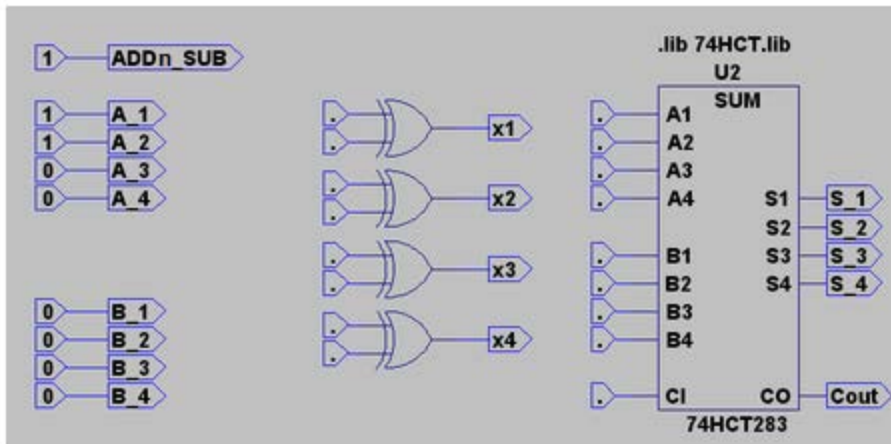 1 ADDn_SUB
1 A_1
1 A_2
0 A_3
0 A_4
0 B_1
0 B_2
0 B_3
0 B_4
. . x1
. . x2
. . x3
. . x4
.lib 74HCT.lib
U2
SUM
. A1
. A2
. A3
. A4
. B1
. B2
. B3
. B4
. CI
S1 S_1
S2 S_2
S3 S_3
S4 S_4
CO Cout
74HCT283